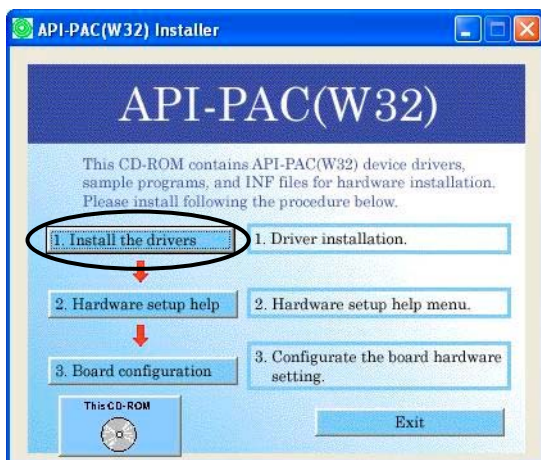 API-PAC(W32) Installer
API-PAC(W32)
This CD-ROM contains API-PAC(W32) device drivers,
sample programs, and INF files for hardware installation.
Please install following the procedure below.
1. Install the drivers
1. Driver installation.
2. Hardware setup help
2. Hardware setup help menu.
3. Board configuration
3. Configurate the board hardware
setting.
This CD-ROM
Exit